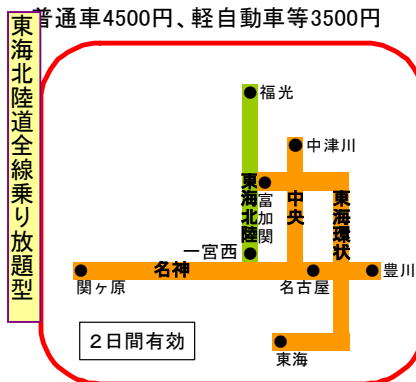 普通車4500円、軽自動車等3500円
東海北陸道全線乗り放題型
福光
中津川
東海北陸
富加関
中央
東海環状
一宮西
名神
関ヶ原
名古屋
豊川
２日間有効
東海